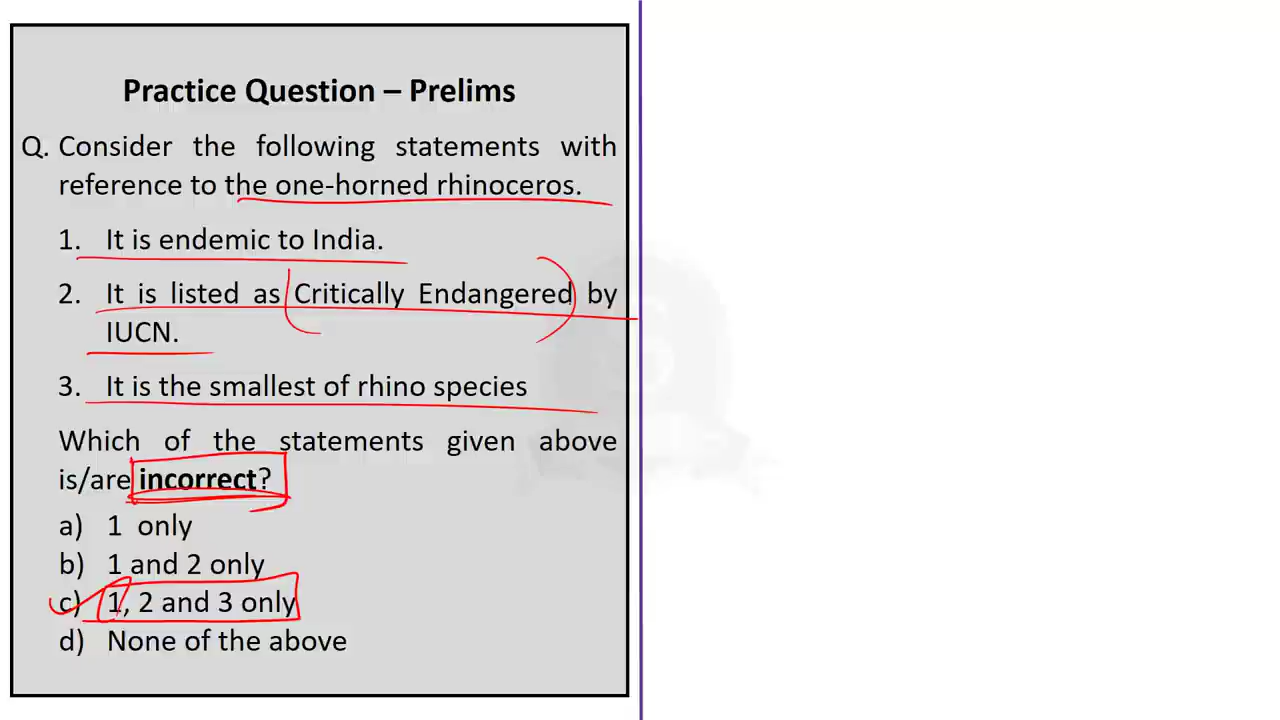 Practice Question – Prelims
Q. Consider the following statements with
reference to the one-horned rhinoceros.
1. It is endemic to India.
2. It is listed as Critically Endangered by
IUCN.
3. It is the smallest of rhino species
Which of the statements given above
is/are incorrect?
a) 1 only
b) 1 and 2 only
c) 1, 2 and 3 only
d) None of the above